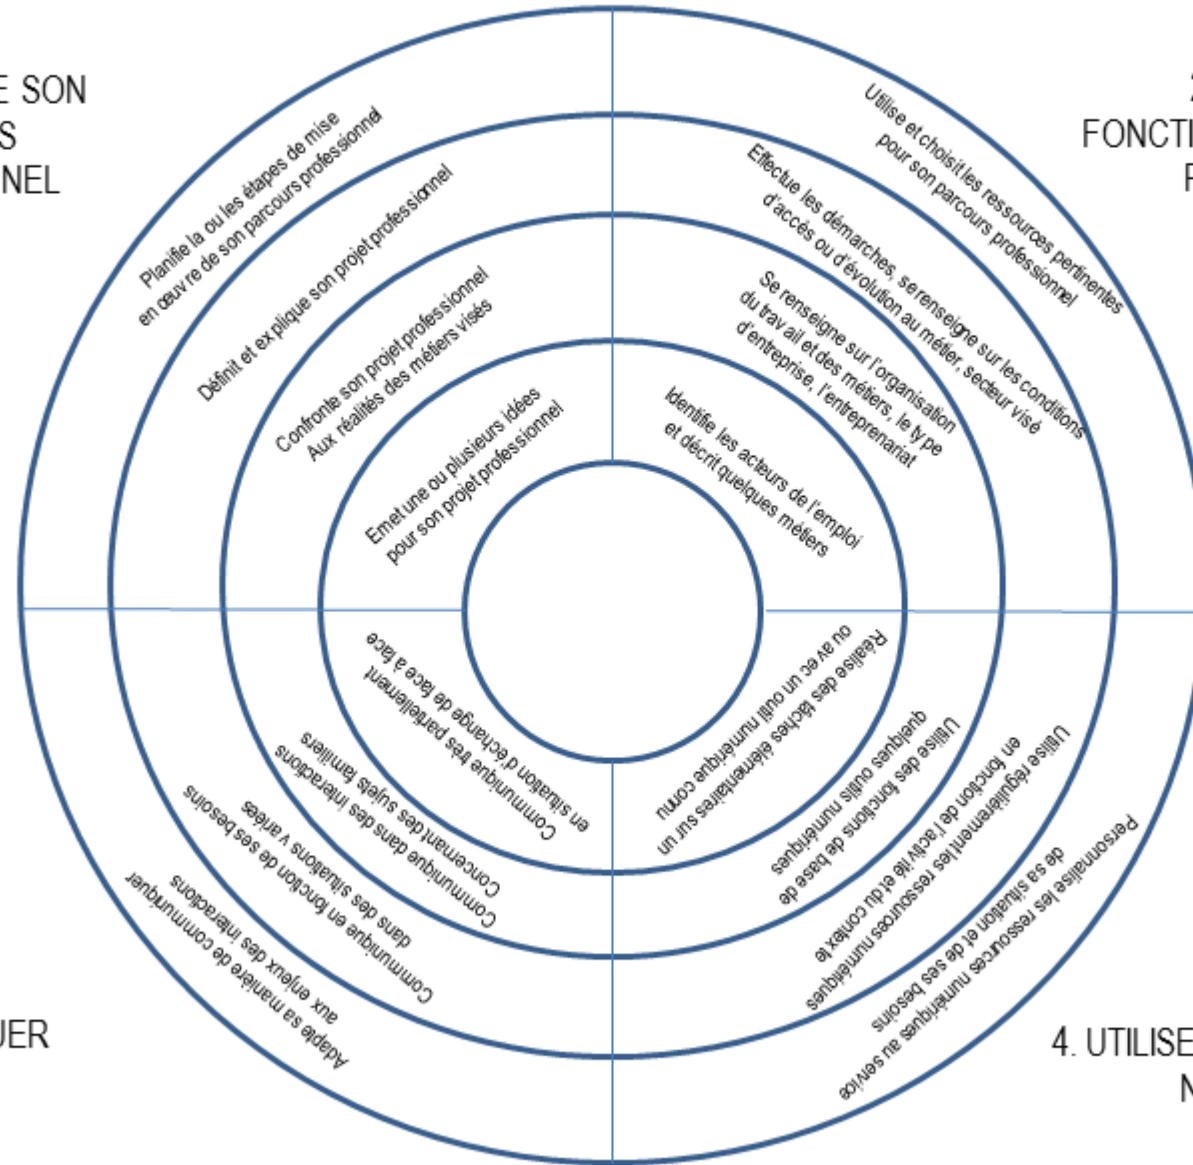 E SON
S
NEL
2
FONCTI
F
Planifie la ou les étapes de mise
en œuvre de son parcours professionnel
Définit et explique son projet professionnel
Confronte son projet professionnel
Aux réalités des métiers visés
Emet une ou plusieurs idées
pour son projet professionnel
Utilise et choisit les ressources pertinentes
pour son parcours professionnel
Effectue les démarches, se renseigne sur les conditions
d'accès ou d'évolution au métier, secteur visé
Se renseigne sur l'organisation
du travail et des métiers, le type
d'entreprise, l'entreprenariat
Identifie les acteurs de l'emploi
et décrit quelques métiers
Communique très partiellement
en situation d'échange de face à face
Communique dans des interactions
Concernant des sujets familiers
Communique en fonction de ses besoins
dans des situations variées
Adapte sa manière de communiquer
aux enjeux des interactions
Réalise des tâches élémentaires sur un
ou avec un outil numérique connu
Utilise des fonctions de base de
quelques outils numériques
Utilise régulièrement les ressources numériques
en fonction de l'activité et du contexte
Personnalise les ressources numériques au service
de sa situation et de ses besoins
UER
4. UTILISE
N